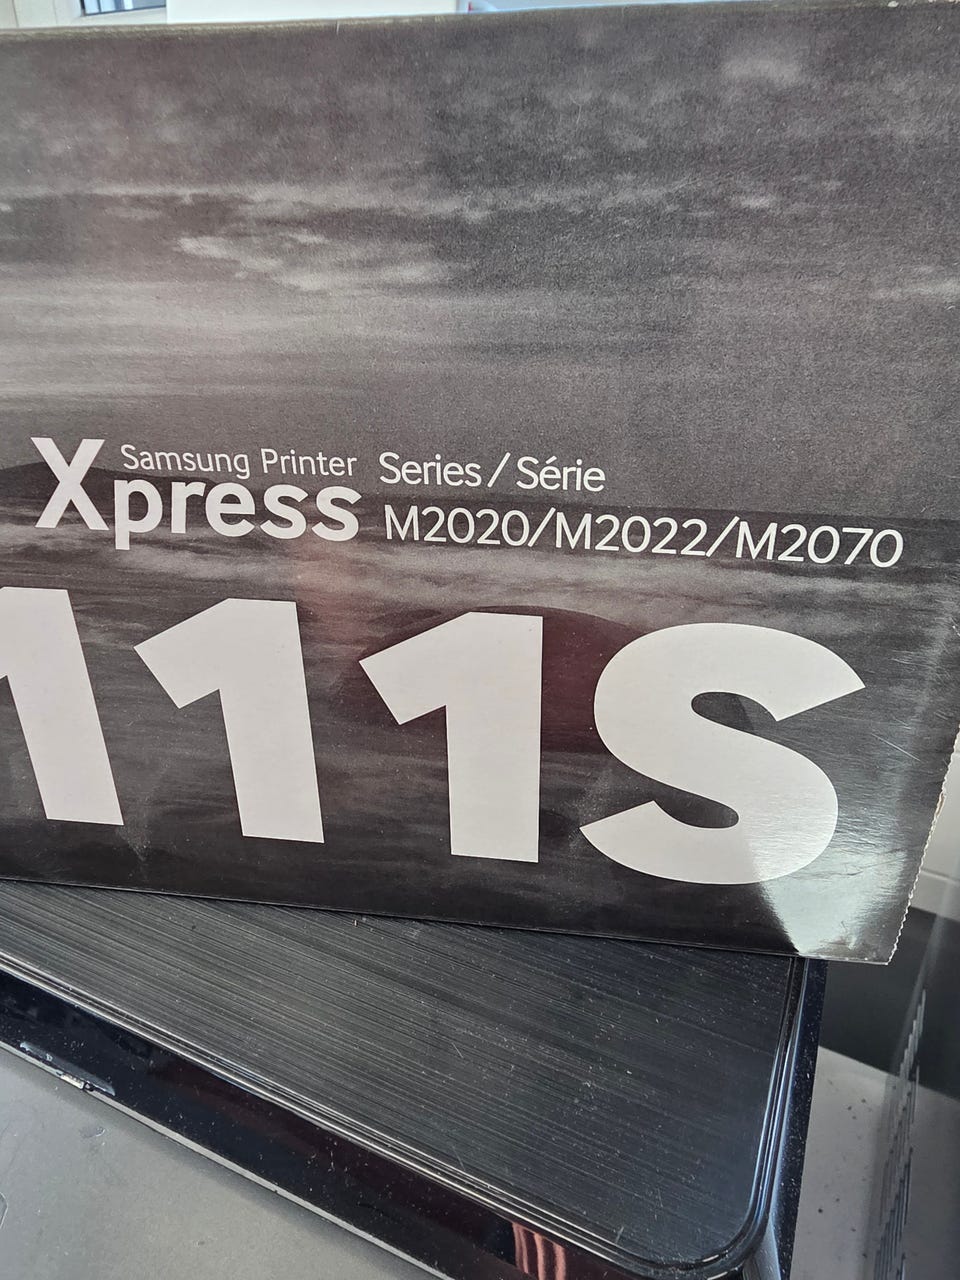 Samsung Printer
Xpress
Series / Série
M2020/M2022/M2070
111S